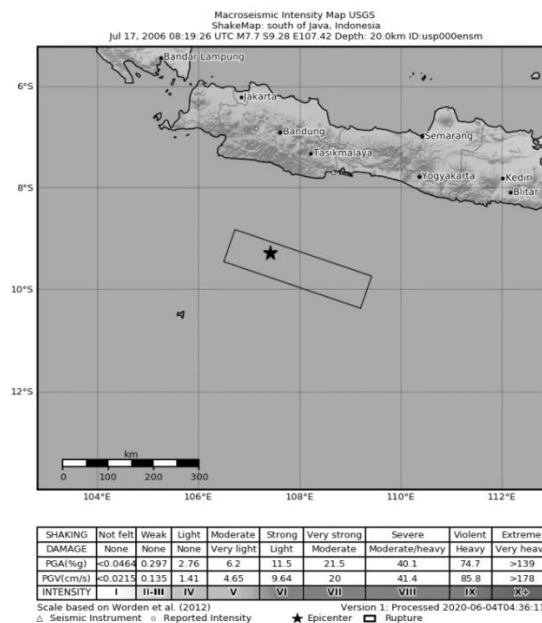 Macroseismic Intensity Map USGS
ShakeMap: south of Java, Indonesia
Jul 17, 2006 08:19:26 UTC M7.7 S9.28 E107.42 Depth: 20.0km ID:usp000ensm
Bandar Lampung
6°S
Jakarta
Bandung
Semarang
Tasikmalaya
Yogyakarta
Kediri
8°S
Blitar
10°S
12°S
km
0 100 200 300
104°E 106°E 108°E 110°E 112°E
SHAKING Not felt Weak Light Moderate Strong Very strong Severe Violent Extreme
DAMAGE None None None Very light Light Moderate Moderate/heavy Heavy Very heavy
PGA(%g) <0.0464 0.297 2.76 6.2 11.5 21.5 40.1 74.7 >139
PGV(cm/s) <0.0215 0.135 1.41 4.65 9.64 20 41.4 85.8 >178
INTENSITY I II-III IV V VI VII VIII IX X+
Scale based on Worden et al. (2012) Version 1: Processed 2020-06-04T04:36:11
△ Seismic Instrument ○ Reported Intensity ★ Epicenter Rupture